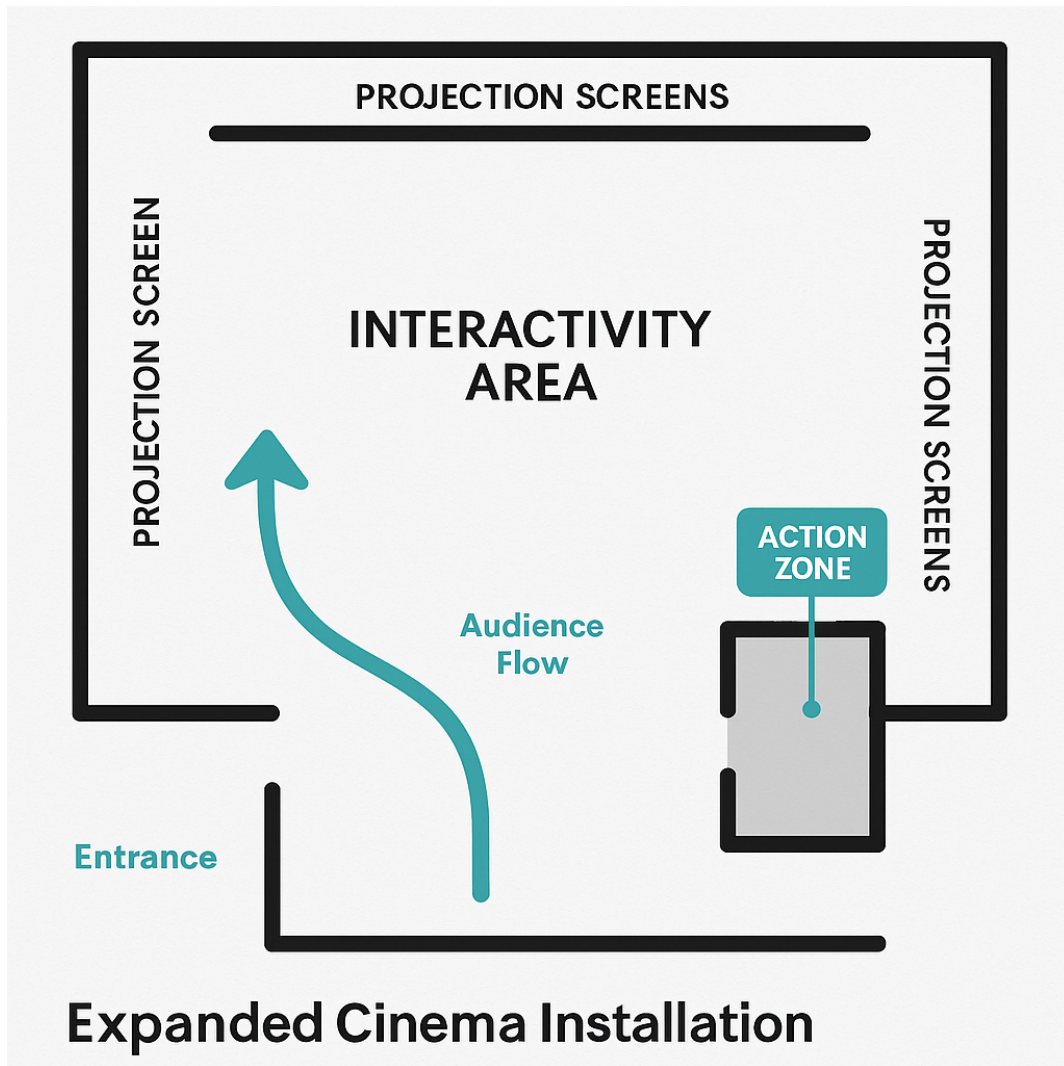 PROJECTION SCREENS
PROJECTION SCREEN
PROJECTION SCREENS
INTERACTIVITY
AREA
ACTION
ZONE
Audience
Flow
Entrance
Expanded Cinema Installation